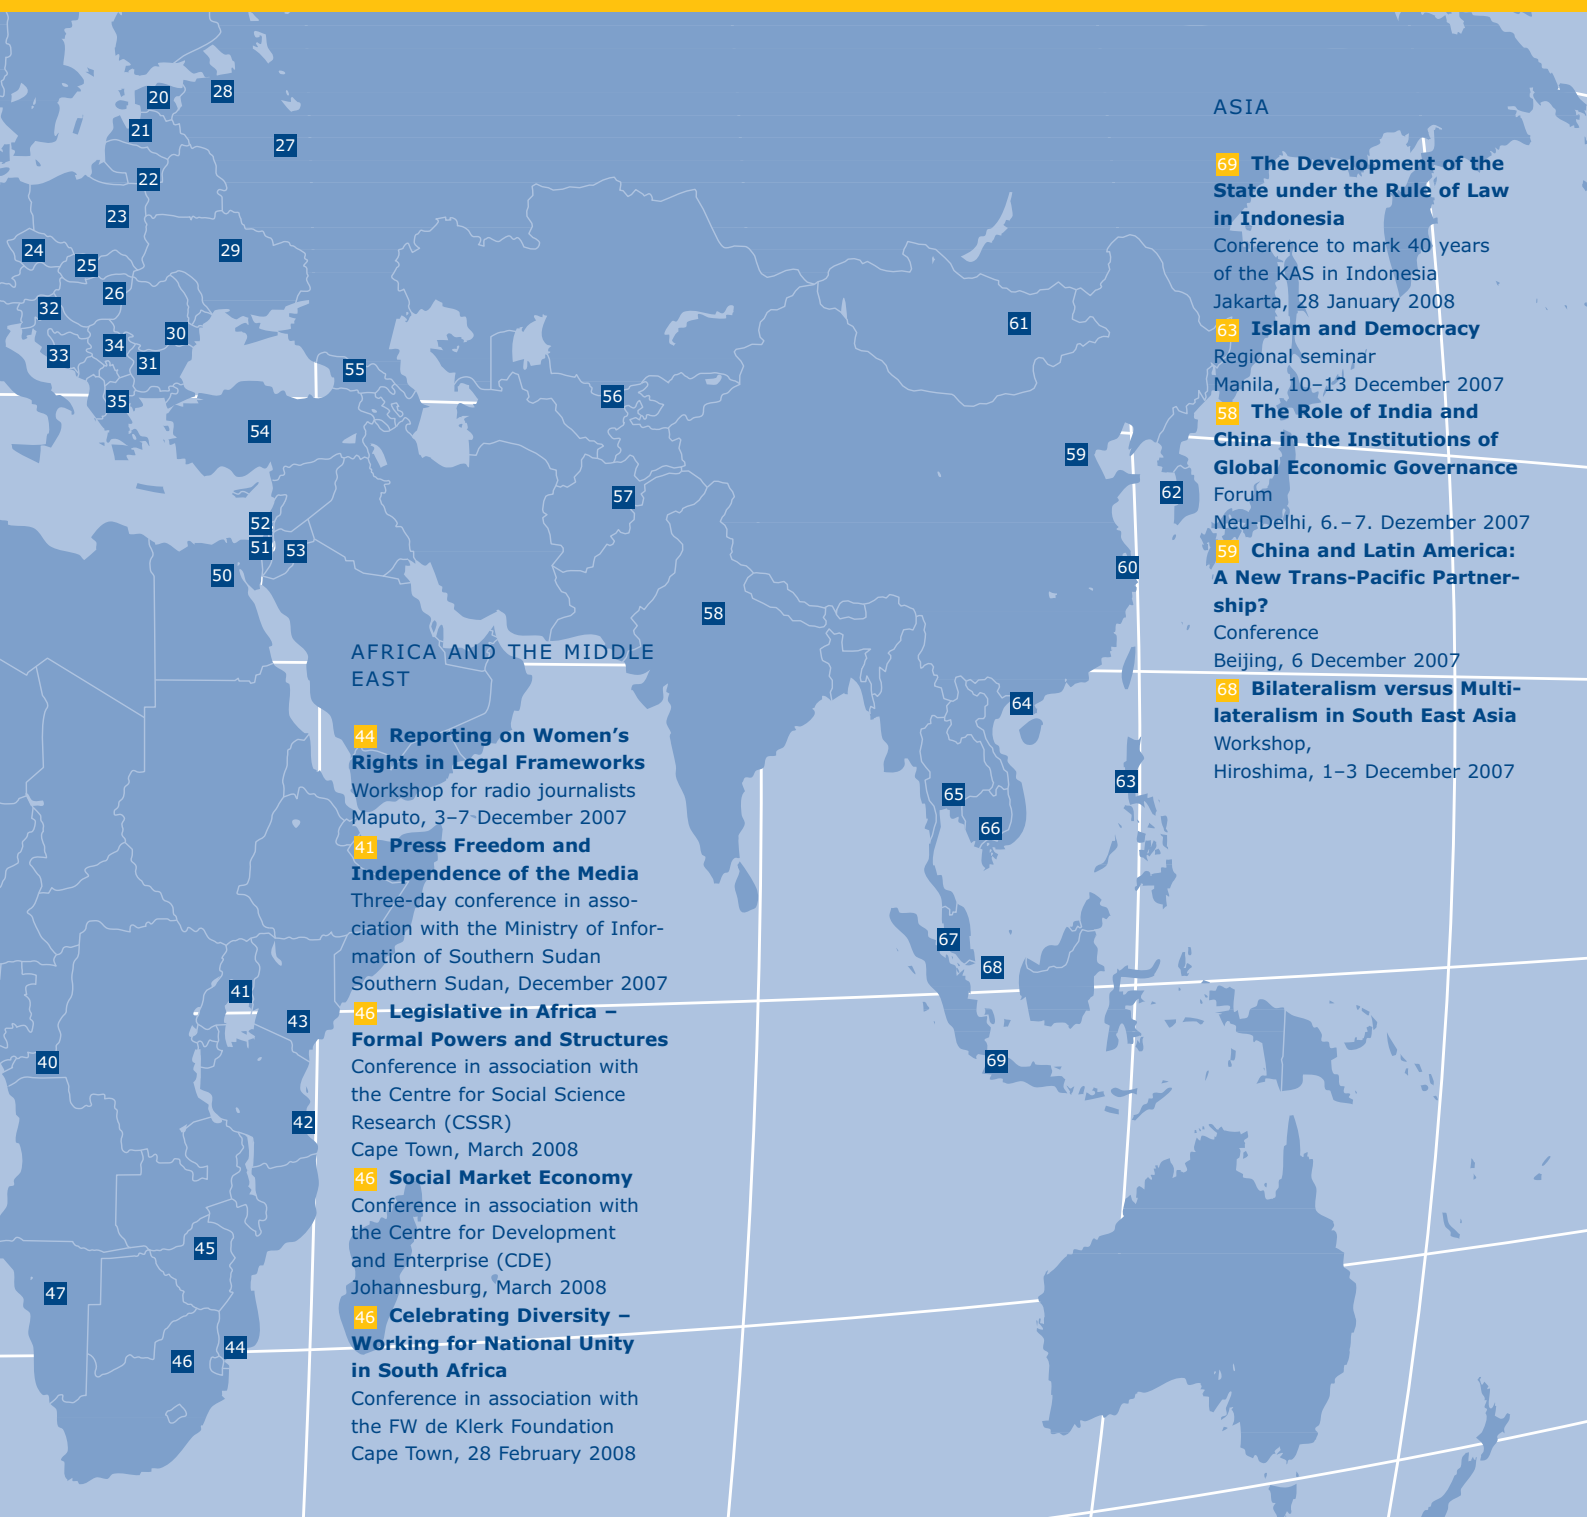 20
28
21
27
22
23
24
25
29
26
32
30
33
34
31
35
55
54
56
57
52
51
53
50
58
61
59
62
60
64
63
65
66
67
68
69
41
43
40
42
45
47
44
46
AFRICA AND THE MIDDLE
EAST
44 Reporting on Women’s
Rights in Legal Frameworks
Workshop for radio journalists
Maputo, 3–7 December 2007
41 Press Freedom and
Independence of the Media
Three-day conference in asso-
ciation with the Ministry of Infor-
mation of Southern Sudan
Southern Sudan, December 2007
46 Legislative in Africa –
Formal Powers and Structures
Conference in association with
the Centre for Social Science
Research (CSSR)
Cape Town, March 2008
46 Social Market Economy
Conference in association with
the Centre for Development
and Enterprise (CDE)
Johannesburg, March 2008
46 Celebrating Diversity –
Working for National Unity
in South Africa
Conference in association with
the FW de Klerk Foundation
Cape Town, 28 February 2008
ASIA
69 The Development of the
State under the Rule of Law
in Indonesia
Conference to mark 40 years
of the KAS in Indonesia
Jakarta, 28 January 2008
63 Islam and Democracy
Regional seminar
Manila, 10–13 December 2007
58 The Role of India and
China in the Institutions of
Global Economic Governance
Forum
Neu-Delhi, 6.–7. Dezember 2007
59 China and Latin America:
A New Trans-Pacific Partner-
ship?
Conference
Beijing, 6 December 2007
68 Bilateralism versus Multi-
lateralism in South East Asia
Workshop,
Hiroshima, 1–3 December 2007